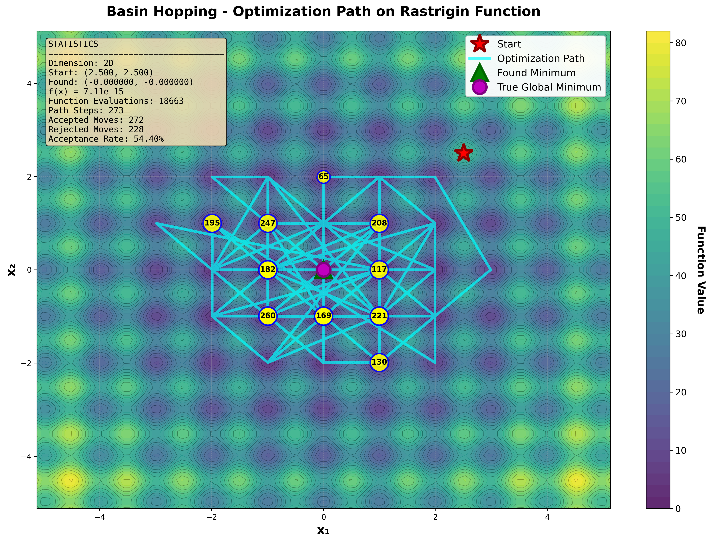 Basin Hopping - Optimization Path on Rastrigin Function
STATISTICS
Dimension: 2D
Start: (2.500, 2.500)
Found: (-0.000000, -0.000000)
f(x) = 7.11e-15
Function Evaluations: 18663
Path Steps: 273
Accepted Moves: 272
Rejected Moves: 228
Acceptance Rate: 54.40%
Start
Optimization Path
Found Minimum
True Global Minimum
65
195
247
208
182
117
260
169
221
130
4
2
0
−2
−4
X₂
−4
−2
0
2
4
X₁
80
70
60
50
40
30
20
10
0
Function Value